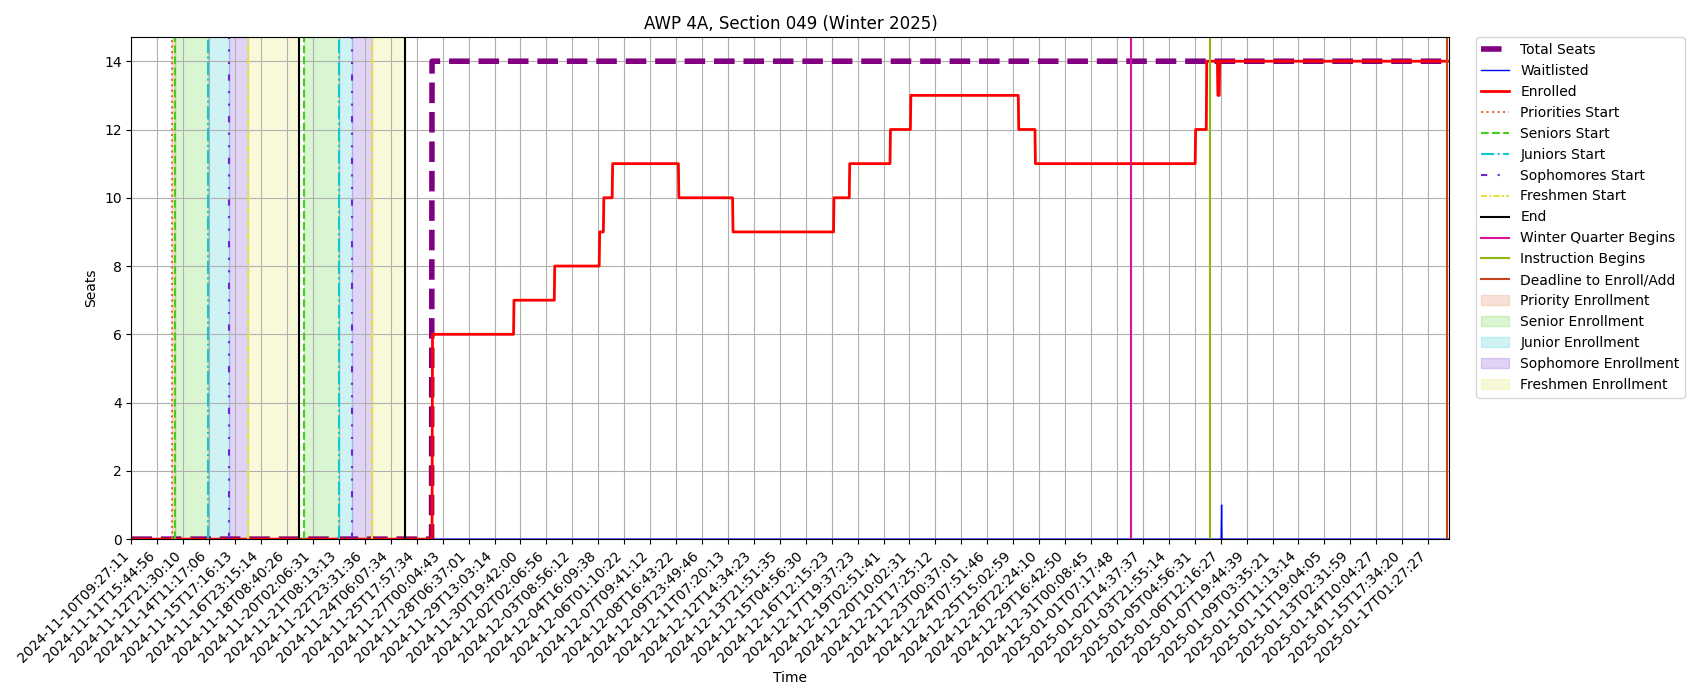 AWP 4A, Section 049 (Winter 2025)
Seats
14
12
10
8
6
4
2
0
2024-11-10T09:27:11
2024-11-11T15:44:56
2024-11-12T21:30:10
2024-11-14T11:17:06
2024-11-15T17:16:13
2024-11-16T23:15:14
2024-11-18T08:40:26
2024-11-20T02:06:31
2024-11-21T08:13:13
2024-11-22T23:31:36
2024-11-24T06:07:34
2024-11-25T17:57:34
2024-11-27T00:04:43
2024-11-28T06:37:01
2024-11-29T13:03:14
2024-11-30T19:42:00
2024-12-02T02:06:56
2024-12-03T08:56:12
2024-12-04T16:09:38
2024-12-06T01:10:22
2024-12-07T09:41:12
2024-12-08T16:43:22
2024-12-09T23:49:46
2024-12-11T07:20:13
2024-12-12T14:34:23
2024-12-13T21:51:35
2024-12-15T04:56:30
2024-12-16T12:15:23
2024-12-17T19:37:23
2024-12-19T02:51:41
2024-12-20T10:02:31
2024-12-21T17:25:12
2024-12-23T00:37:01
2024-12-24T07:51:46
2024-12-25T15:02:59
2024-12-26T22:24:10
2024-12-29T16:42:50
2024-12-31T00:08:45
2025-01-01T07:17:48
2025-01-02T14:37:37
2025-01-03T21:55:14
2025-01-05T04:56:31
2025-01-06T12:16:27
2025-01-07T19:44:39
2025-01-09T03:35:21
2025-01-10T11:13:14
2025-01-11T19:04:05
2025-01-13T02:31:59
2025-01-14T10:04:27
2025-01-15T17:34:20
2025-01-17T01:27:27
Time
Total Seats
Waitlisted
Enrolled
Priorities Start
Seniors Start
Juniors Start
Sophomores Start
Freshmen Start
End
Winter Quarter Begins
Instruction Begins
Deadline to Enroll/Add
Priority Enrollment
Senior Enrollment
Junior Enrollment
Sophomore Enrollment
Freshmen Enrollment